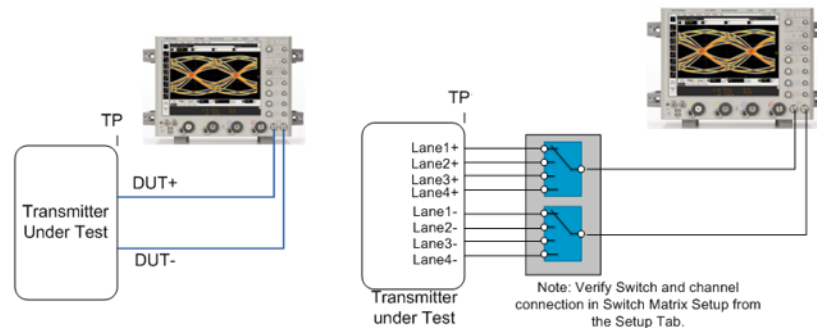 TP
DUT+
Transmitter
Under Test
DUT-
TP
Lane1+
Lane2+
Lane3+
Lane4+
Lane1-
Lane2-
Lane3-
Lane4-
Transmitter
under Test
Note: Verify Switch and channel
connection in Switch Matrix Setup from
the Setup Tab.